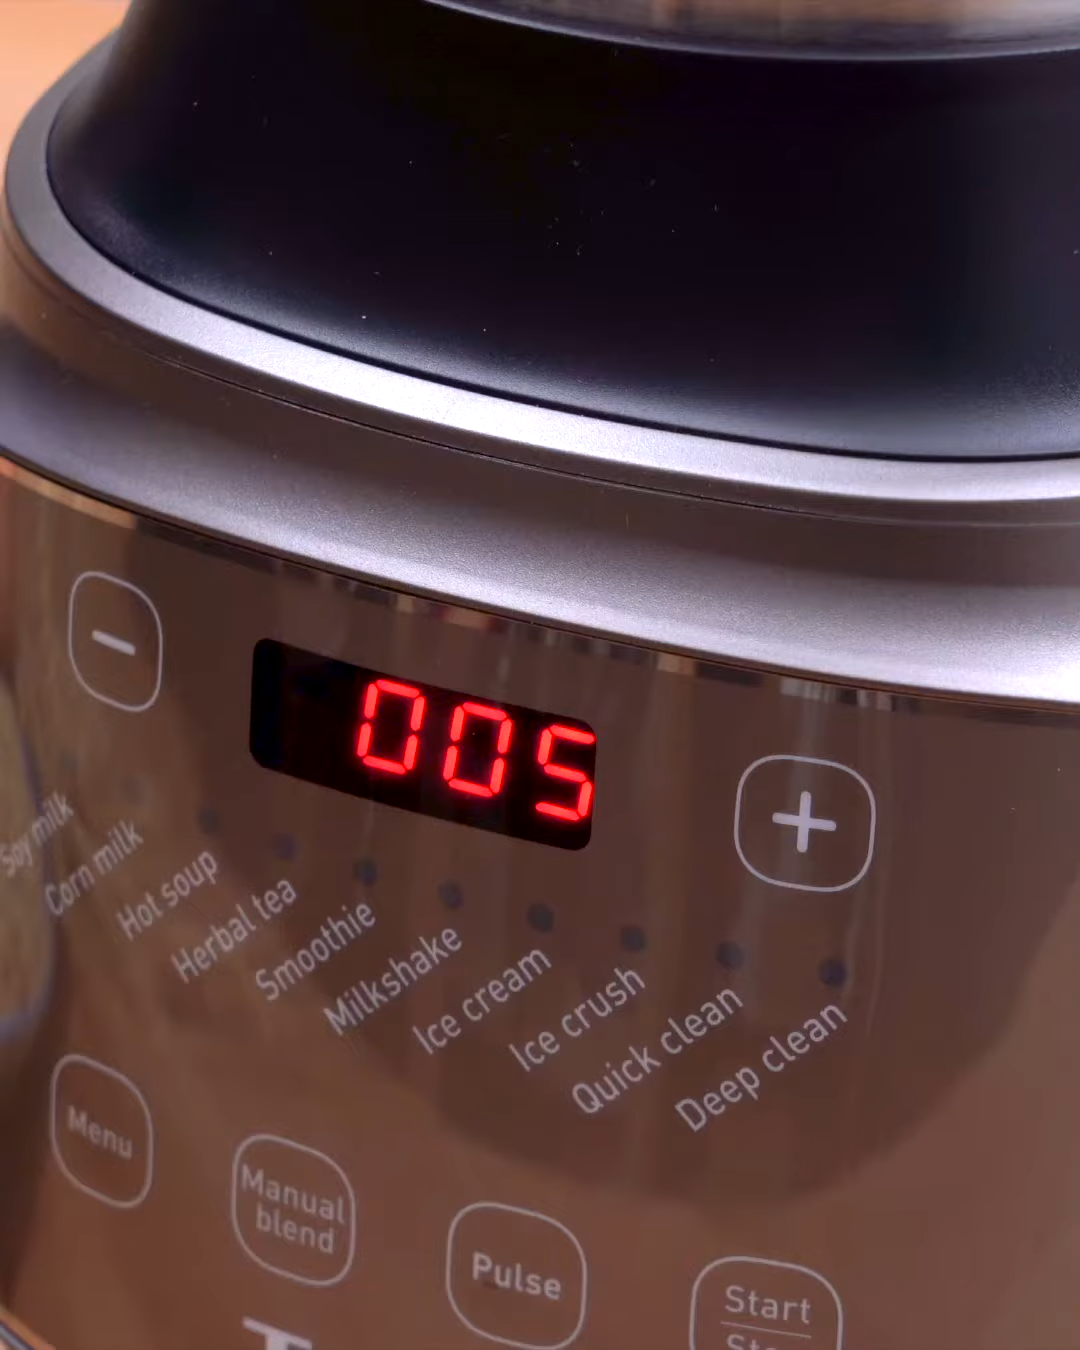 005
Soy milk
Corn milk
Hot soup
Herbal tea
Smoothie
Milkshake
Ice cream
Ice crush
Quick clean
Deep clean
Menu
Manual
blend
Pulse
Start